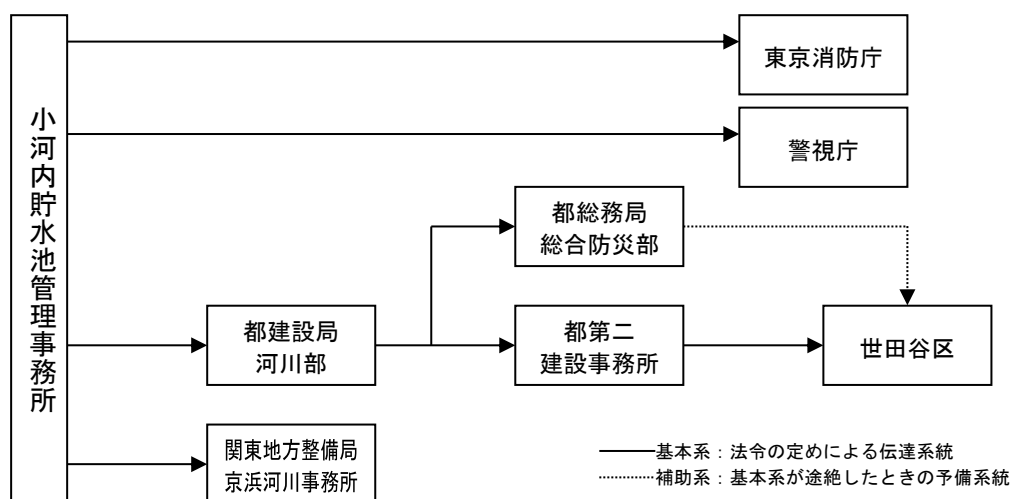 小河内貯水池管理事務所
東京消防庁
警視庁
都総務局
総合防災部
都建設局
河川部
都第二
建設事務所
世田谷区
関東地方整備局
京浜河川事務所
基本系：法令の定めによる伝達系統
補助系：基本系が途絶したときの予備系統